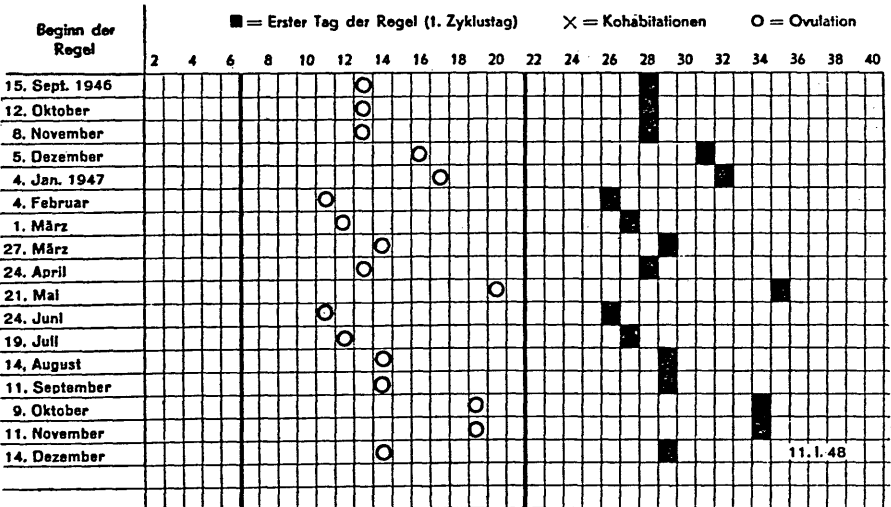 ■ = Erster Tag der Regel (1. Zyklustag) × = Kohabitationen O = Ovulation
Beginn der
Regel
2 4 6 8 10 12 14 16 18 20 22 24 26 28 30 32 34 36 38 40
15. Sept. 1946
12. Oktober
8. November
5. Dezember
4. Jan. 1947
4. Februar
1. März
27. März
24. April
21. Mai
24. Juni
19. Juli
14. August
11. September
9. Oktober
11. November
14. Dezember 11. I. 48